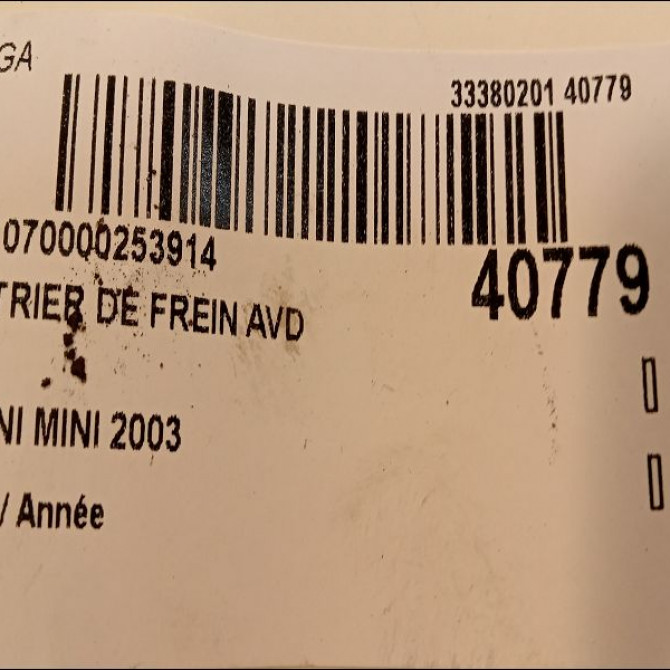 GA
33380201 40779
070000253914
40779
TRIER DE FREIN AVD
NI MINI 2003
/ Année